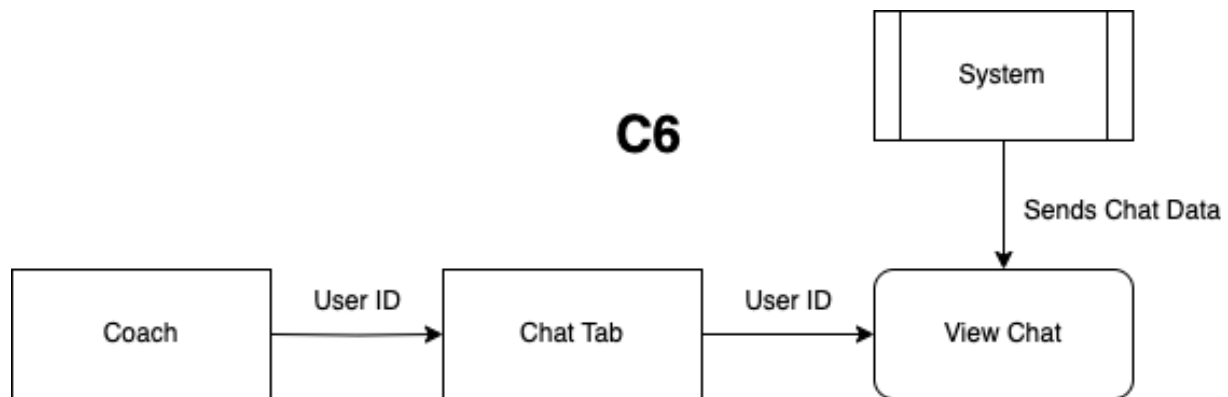 System
C6
Sends Chat Data
User ID
User ID
Coach
Chat Tab
View Chat